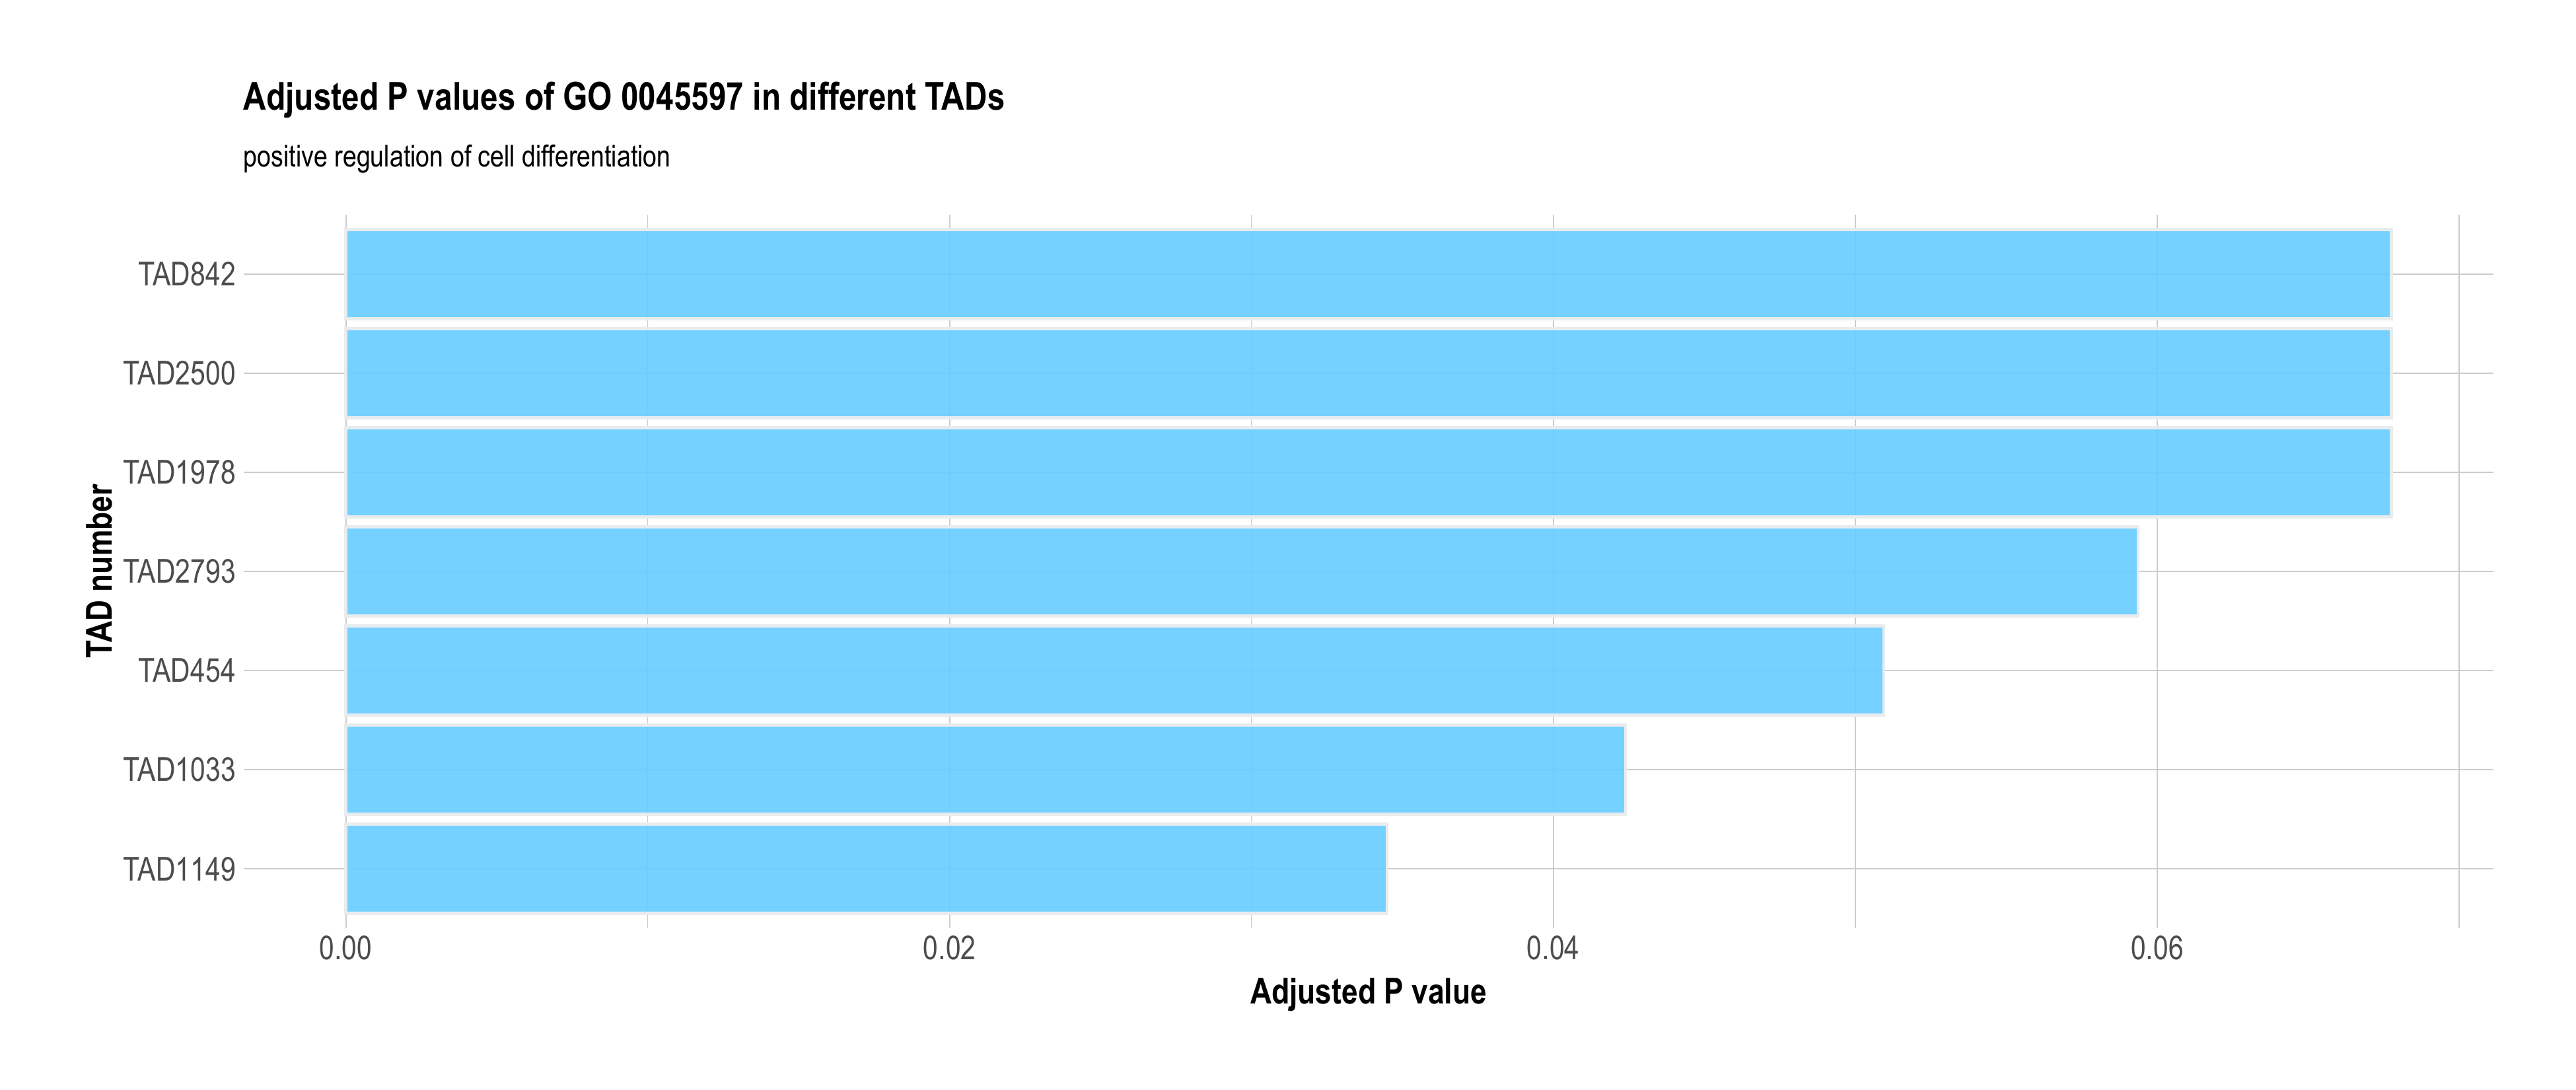 Adjusted P values of GO 0045597 in different TADs
positive regulation of cell differentiation
TAD number
TAD842
TAD2500
TAD1978
TAD2793
TAD454
TAD1033
TAD1149
0.00 0.02 0.04 0.06
Adjusted P value